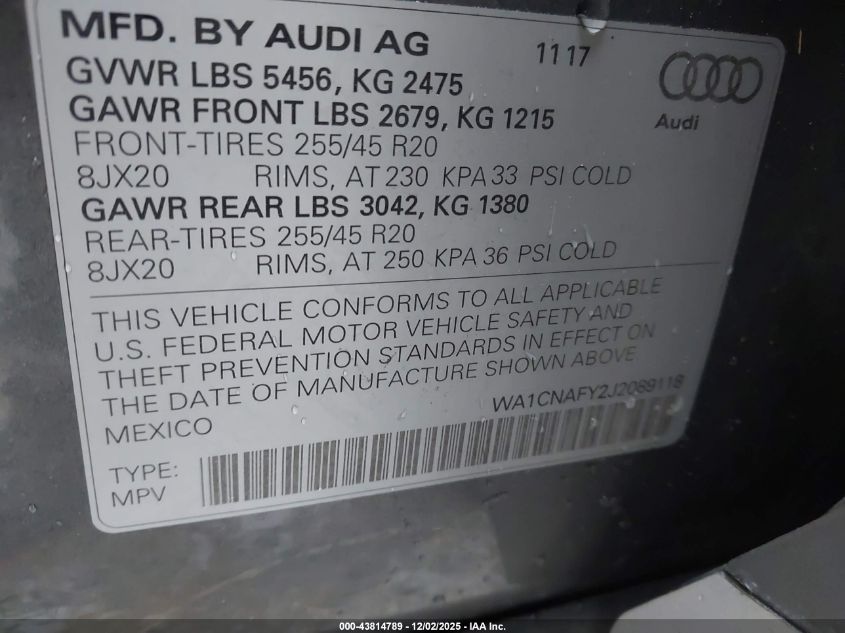 MFD. BY AUDI AG 11 17
GVWR LBS 5456, KG 2475
GAWR FRONT LBS 2679, KG 1215
Audi
FRONT-TIRES 255/45 R20
8JX20 RIMS, AT 230 KPA 33 PSI COLD
GAWR REAR LBS 3042, KG 1380
REAR-TIRES 255/45 R20
8JX20 RIMS, AT 250 KPA 36 PSI COLD
THIS VEHICLE CONFORMS TO ALL APPLICABLE
U.S. FEDERAL MOTOR VEHICLE SAFETY AND
THEFT PREVENTION STANDARDS IN EFFECT ON
THE DATE OF MANUFACTURE SHOWN ABOVE.
MEXICO WA1CNAFY2J2089118
TYPE:
MPV
000-43814789 - 12/02/2025 - IAA Inc.